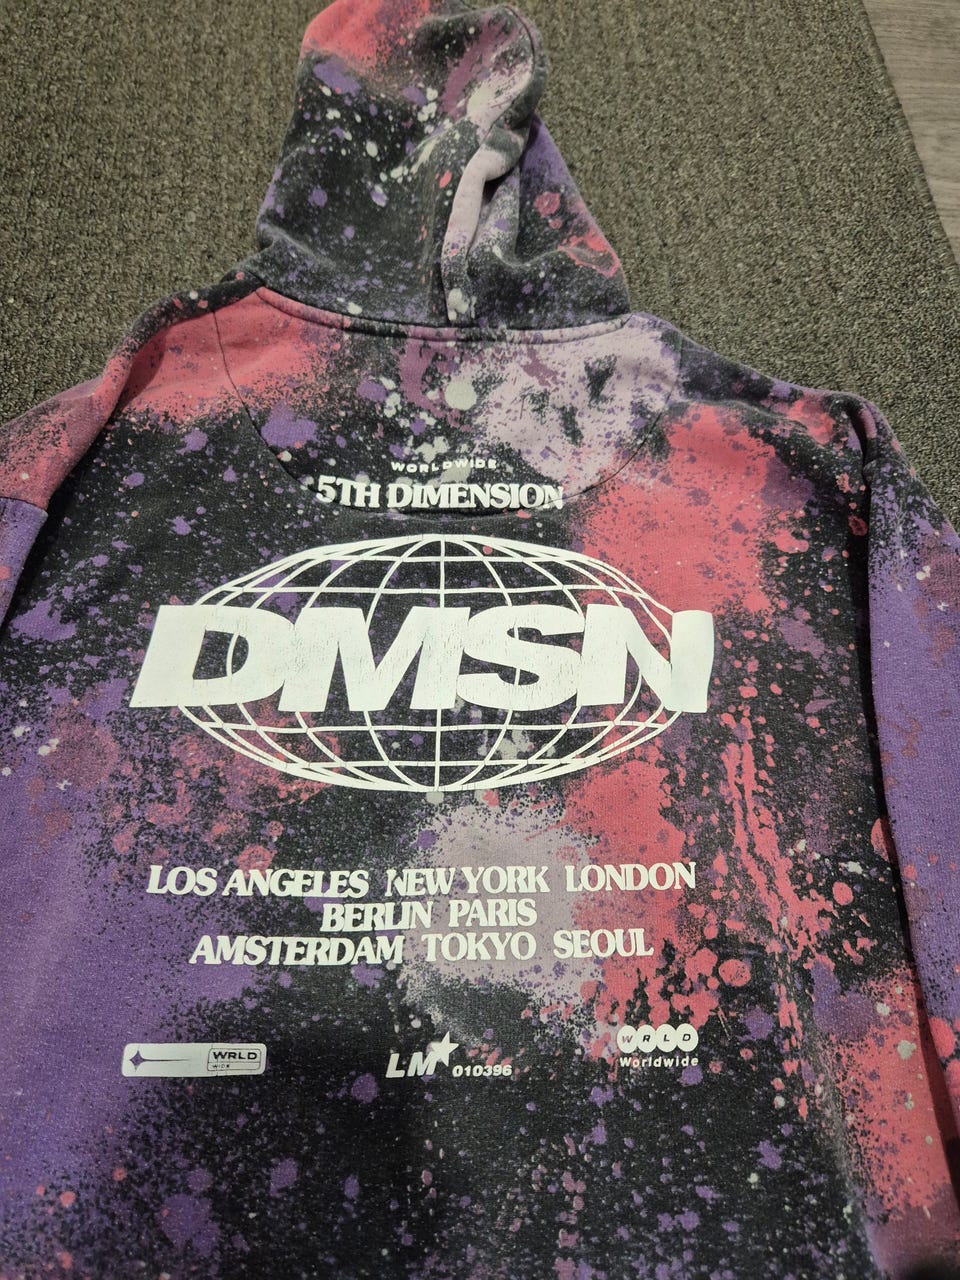 WORLDWIDE
5TH DIMENSION
DMSN
LOS ANGELES NEW YORK LONDON
BERLIN PARIS
AMSTERDAM TOKYO SEOUL
WRLD
WIDE
LM 010396
WRLD
Worldwide